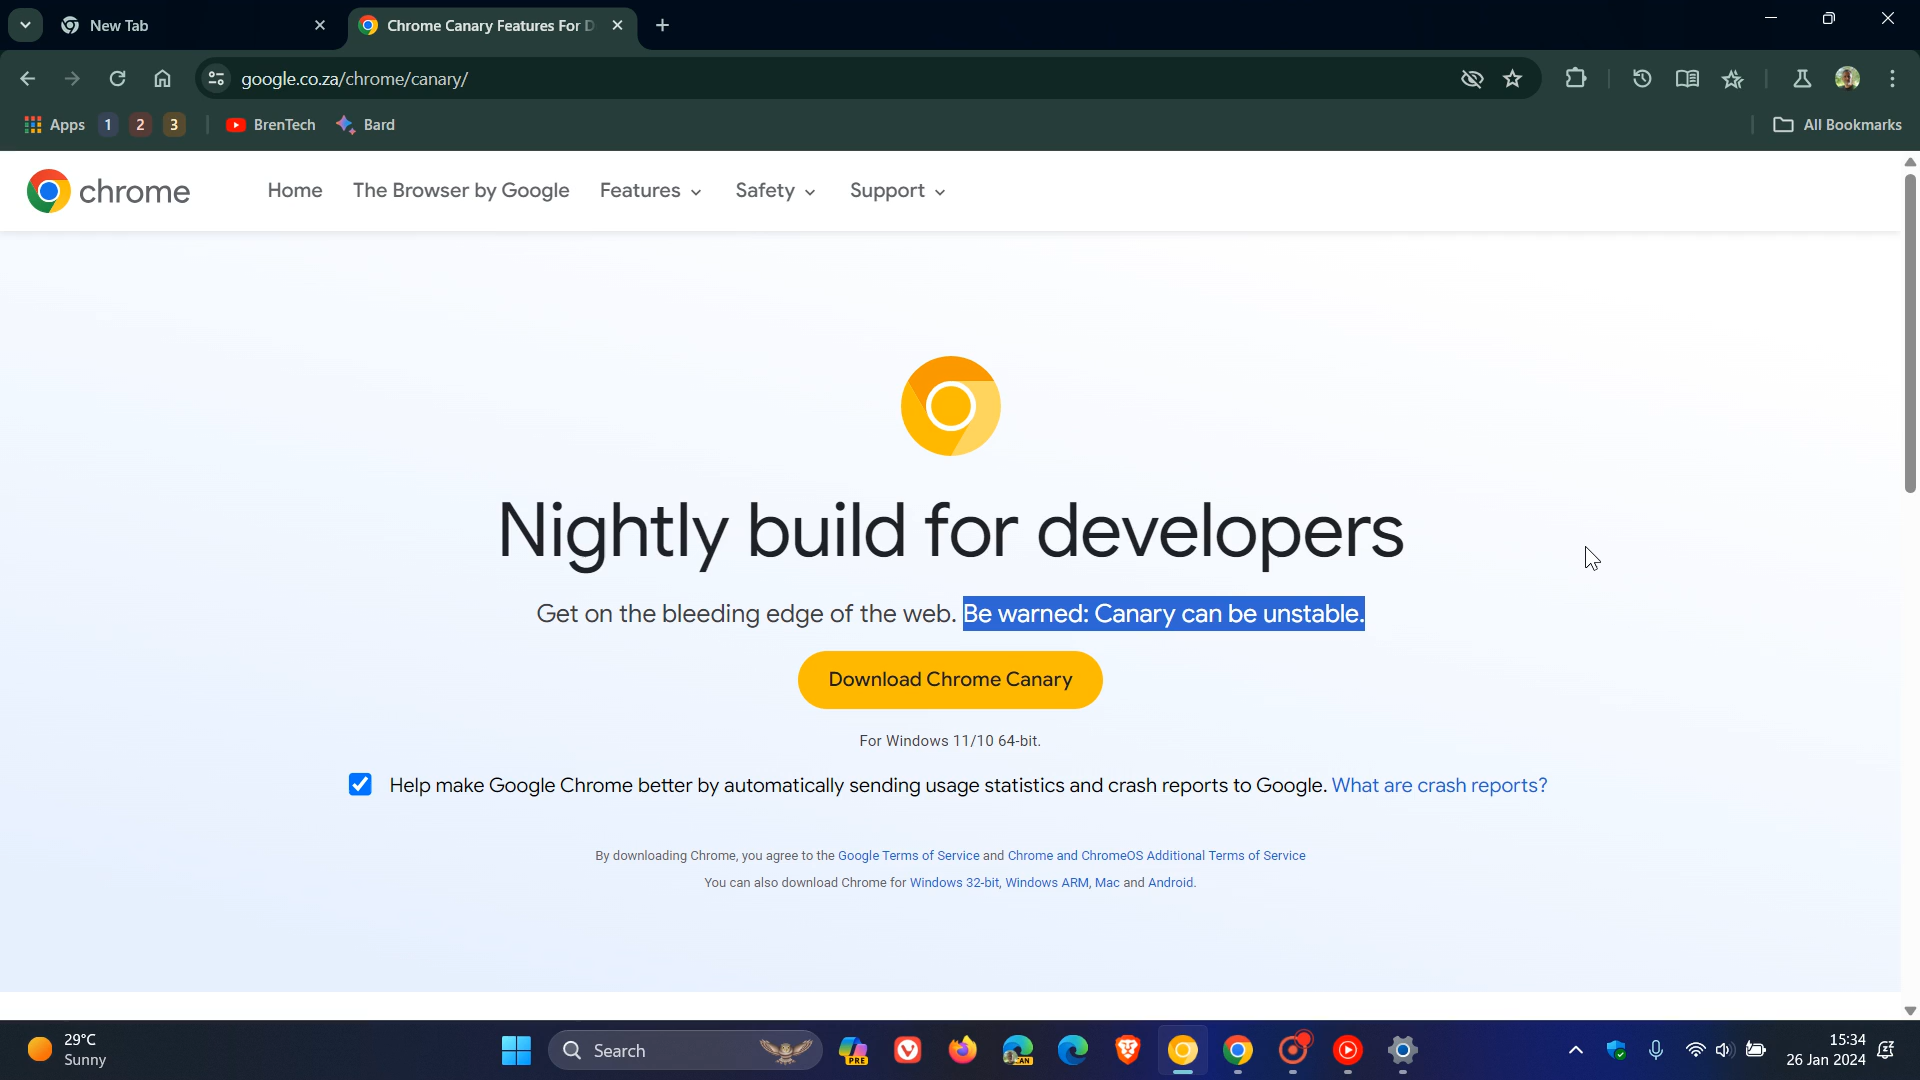 New Tab
Chrome Canary Features For D
google.co.za/chrome/canary/
Apps 1 2 3 BrenTech Bard All Bookmarks
chrome Home The Browser by Google Features Safety Support
Nightly build for developers
Get on the bleeding edge of the web. Be warned: Canary can be unstable.
Download Chrome Canary
For Windows 11/10 64-bit.
Help make Google Chrome better by automatically sending usage statistics and crash reports to Google. What are crash reports?
By downloading Chrome, you agree to the Google Terms of Service and Chrome and ChromeOS Additional Terms of Service
You can also download Chrome for Windows 32-bit, Windows ARM, Mac and Android.
29°C
Sunny
Search
PRE
CAN
15:34
26 Jan 2024